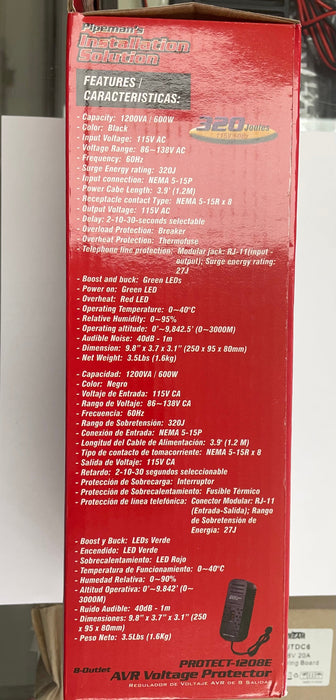 Pipeman's
Installation
Solution
FEATURES /
CARACTERISTICAS:
320 Joules
115V Only
- Capacity: 1200VA / 600W
- Color: Black
- Input Voltage: 115V AC
- Voltage Range: 86~138V AC
- Frequency: 60Hz
- Surge Energy rating: 320J
- Input connection: NEMA 5-15P
- Power Cable Length: 3.9' (1.2M)
- Receptacle contact Type: NEMA 5-15R x 8
- Output Voltage: 115V AC
- Delay: 2-10-30-seconds selectable
- Overload Protection: Breaker
- Overheat Protection: Thermofuse
- Telephone line protection: Modular jack: RJ-11(input -
output); Surge energy rating:
27J
- Boost and buck: Green LEDs
- Power on: Green LED
- Overheat: Red LED
- Operating Temperature: 0~40°C
- Relative Humidity: 0~95%
- Operating altitud: 0'~9,842.5' (0~3000M)
- Audible Noise: 40dB - 1m
- Dimension: 9.8" x 3.7 x 3.1" (250 x 95 x 80mm)
- Net Weight: 3.5Lbs (1.6kg)
- Capacidad: 1200VA / 600W
- Color: Negro
- Voltaje de Entrada: 115V CA
- Rango de Voltaje: 86~138V CA
- Frecuencia: 60Hz
- Rango de Sobretensión: 320J
- Conexión de Entrada: NEMA 5-15P
- Longitud del Cable de Alimentación: 3.9' (1.2 M)
- Tipo de contacto de tomacorriente: NEMA 5-15R x 8
- Salida de Voltaje: 115V CA
- Retardo: 2-10-30 segundos seleccionable
- Protección de Sobrecarga: Interruptor
- Protección de Sobrecalentamiento: Fusible Térmico
- Protección de línea telefónica: Conector Modular: RJ-11
(Entrada-Salida); Rango
de Sobretensión de
Energía: 27J
- Boost y Buck: LEDs Verde
- Encendido: LED Verde
- Sobrecalentamiento: LED Rojo
- Temperatura de Funcionamiento: 0~40°C
- Humedad Relativa: 0~90%
- Altitud Operativa: 0'~9.842' (0~
3000M)
- Ruido Audible: 40dB - 1m
- Dimensiones: 9.8" x 3.7" x 3.1" (250
x 95 x 80mm)
- Peso Neto: 3.5Lbs (1.6Kg)
PROTECT-1208E
8-Outlet AVR Voltage Protector
Regulador de Voltaje AVR de 8 Salidas
JTDC6
20A
ing Board